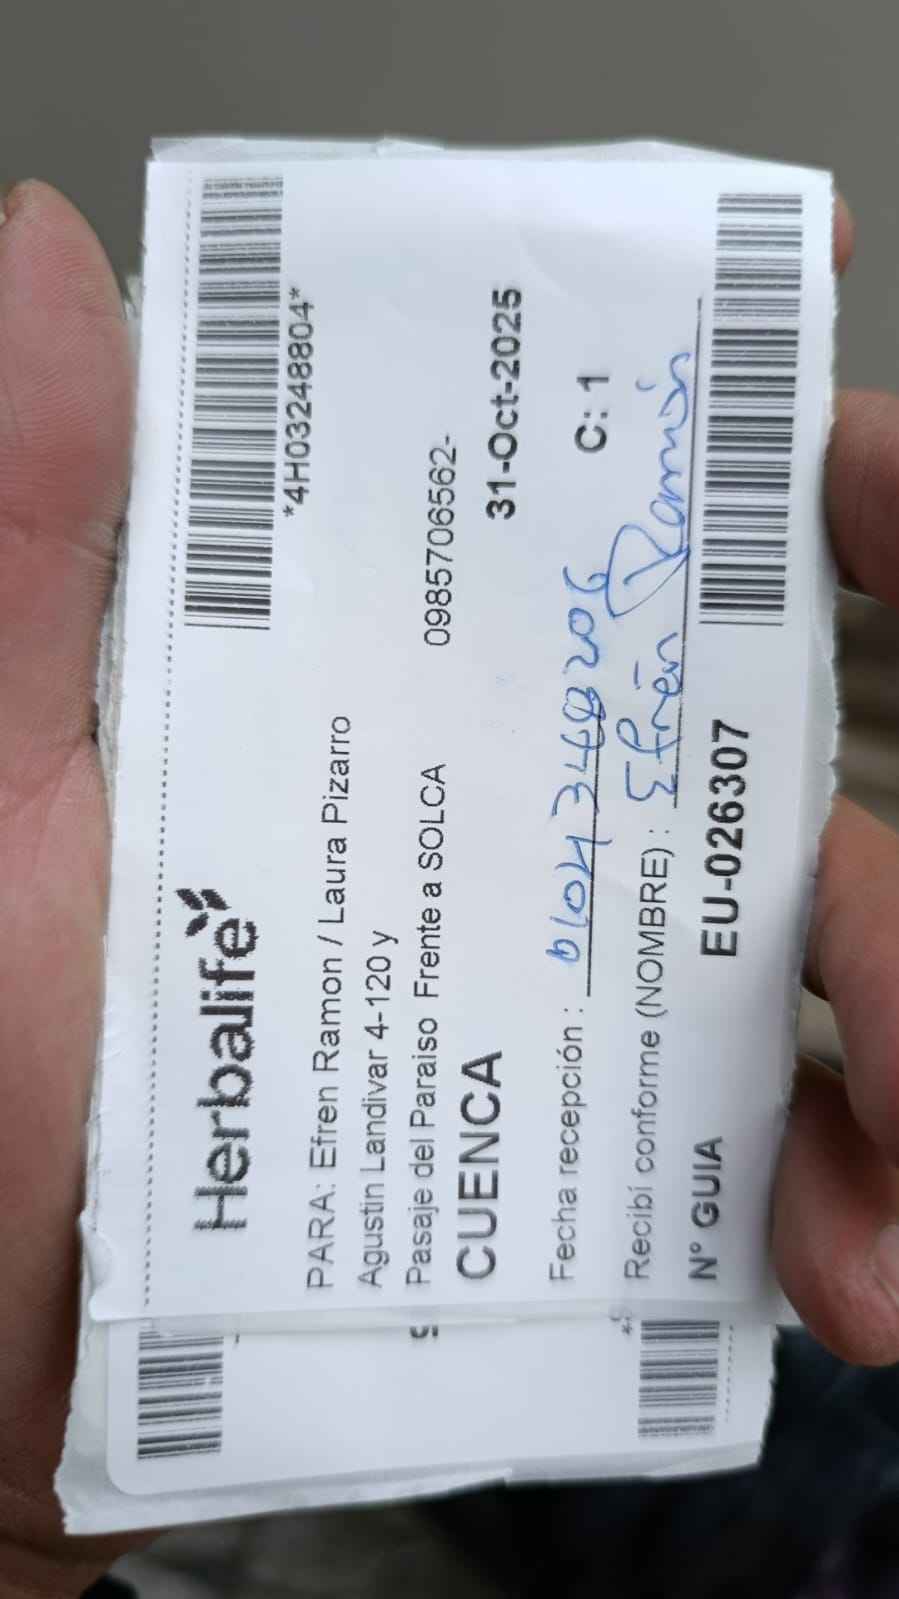 Herbalife
*4H03248804*
PARA: Efren Ramon / Laura Pizarro
Agustin Landivar 4-120 y
Pasaje del Paraiso Frente a SOLCA 0985706562-
CUENCA 31-Oct-2025
Fecha recepción : C: 1
Recibí conforme (NOMBRE) : Efrén Ramón
N° GUIA EU-026307